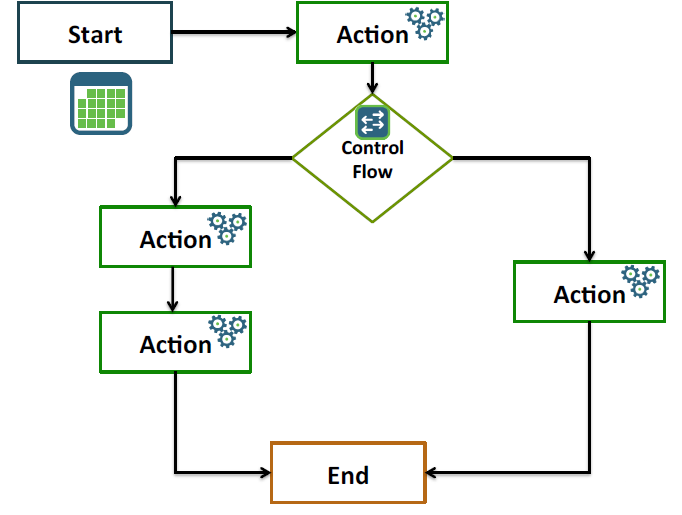 Start
Action
Control
Flow
Action
Action
Action
End